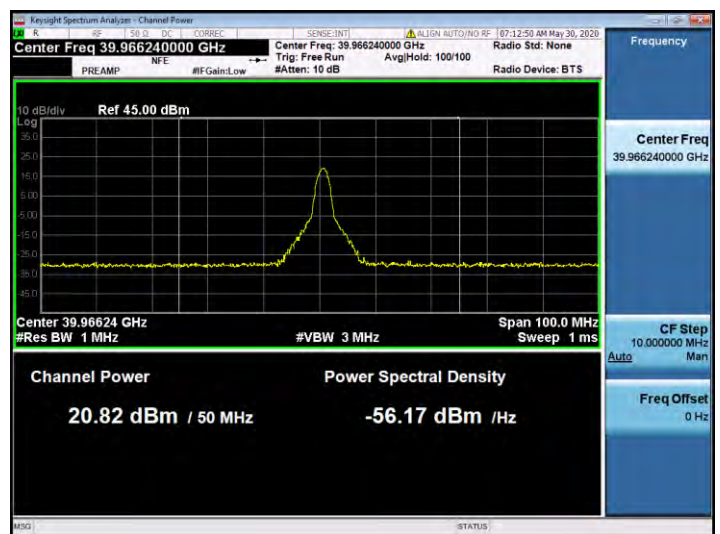 Keysight Spectrum Analyzer - Channel Power
R RF 50 Ω DC CORREC SENSE:INT ALIGN AUTO/NO RF 07:12:50 AM May 30, 2020
Center Freq 39.966240000 GHz Center Freq: 39.966240000 GHz Radio Std: None
NFE Trig: Free Run Avg|Hold: 100/100
PREAMP #IFGain:Low #Atten: 10 dB Radio Device: BTS
Frequency
10 dB/div Ref 45.00 dBm
Log
35.0
25.0
15.0
5.00
-5.00
-15.0
-25.0
-35.0
-45.0
Center Freq
39.966240000 GHz
Center 39.96624 GHz Span 100.0 MHz
#Res BW 1 MHz #VBW 3 MHz Sweep 1 ms
CF Step
10.000000 MHz
Auto Man
Channel Power Power Spectral Density
20.82 dBm / 50 MHz -56.17 dBm /Hz
Freq Offset
0 Hz
MSG STATUS